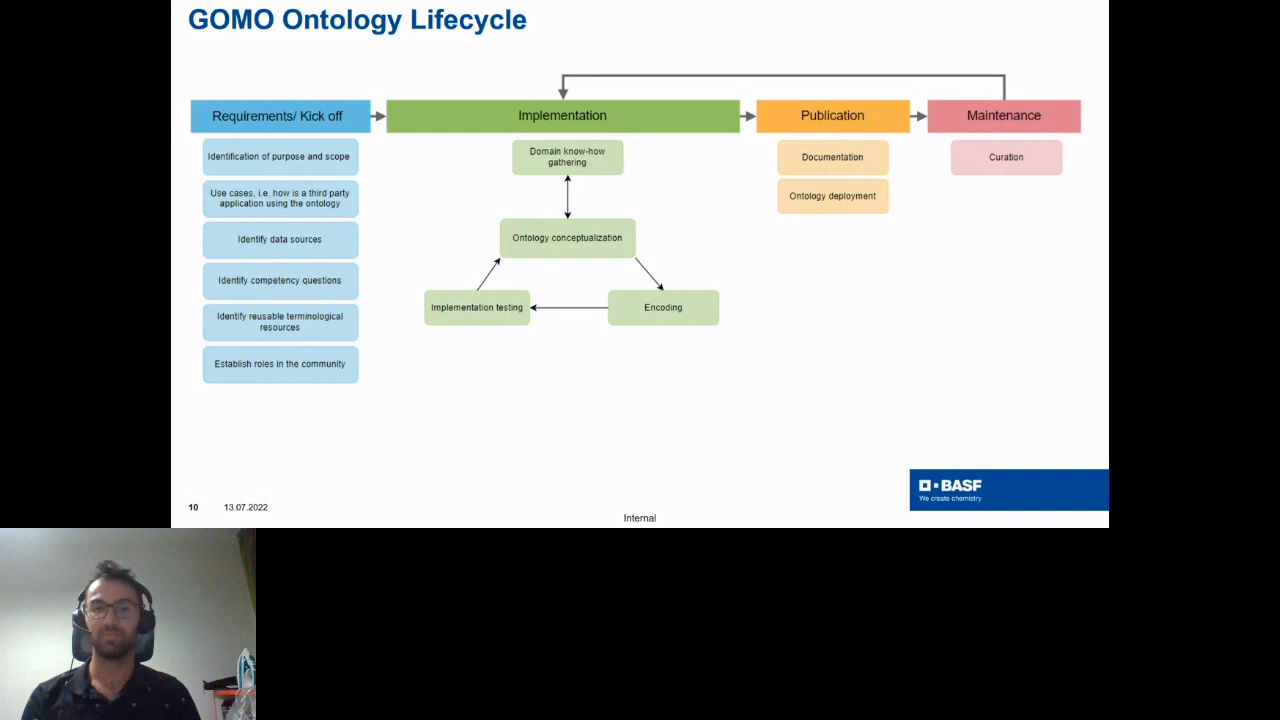 GOMO Ontology Lifecycle
Requirements/ Kick off
Implementation
Publication
Maintenance
Identification of purpose and scope
Use cases, i.e. how is a third party
application using the ontology
Identify data sources
Identify competency questions
Identify reusable terminological
resources
Establish roles in the community
Domain know-how
gathering
Ontology conceptualization
Implementation testing
Encoding
Documentation
Ontology deployment
Curation
BASF
We create chemistry
10
13.07.2022
Internal